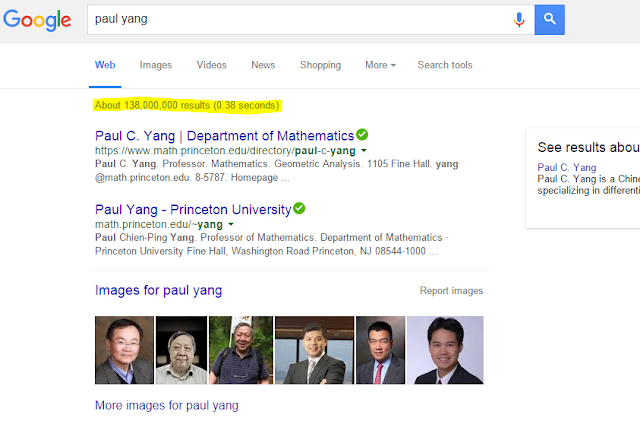 Google
paul yang
Web Images Videos News Shopping More Search tools
About 138,000,000 results (0.38 seconds)
Paul C. Yang | Department of Mathematics
https://www.math.princeton.edu/directory/paul-c-yang
Paul C. Yang. Professor. Mathematics. Geometric Analysis. 1105 Fine Hall. yang
@math.princeton.edu. 8-5787. Homepage ...
Paul Yang - Princeton University
math.princeton.edu/~yang
Paul Chien-Ping Yang. Professor of Mathematics. Department of Mathematics ·
Princeton University Fine Hall, Washington Road Princeton, NJ 08544-1000 ...
Images for paul yang
Report images
More images for paul yang
See results abou
Paul C. Yang
Paul C. Yang is a Chine
specializing in differenti